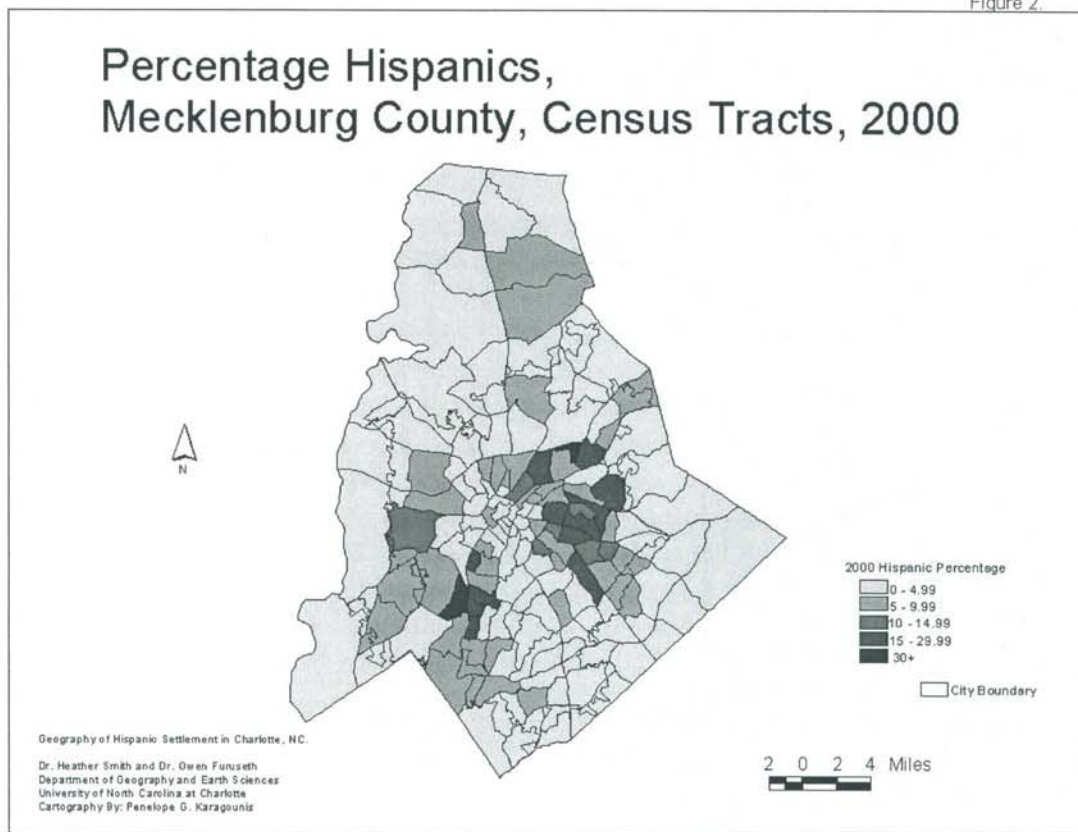 Figure 2.
Percentage Hispanics,
Mecklenburg County, Census Tracts, 2000
N
2000 Hispanic Percentage
0 - 4.99
5 - 9.99
10 - 14.99
15 - 29.99
30+
City Boundary
Geography of Hispanic Settlement in Charlotte, NC.
Dr. Heather Smith and Dr. Owen Furuseth
Department of Geography and Earth Sciences
University of North Carolina at Charlotte
Cartography By: Penelope G. Karagounis
2 0 2 4 Miles